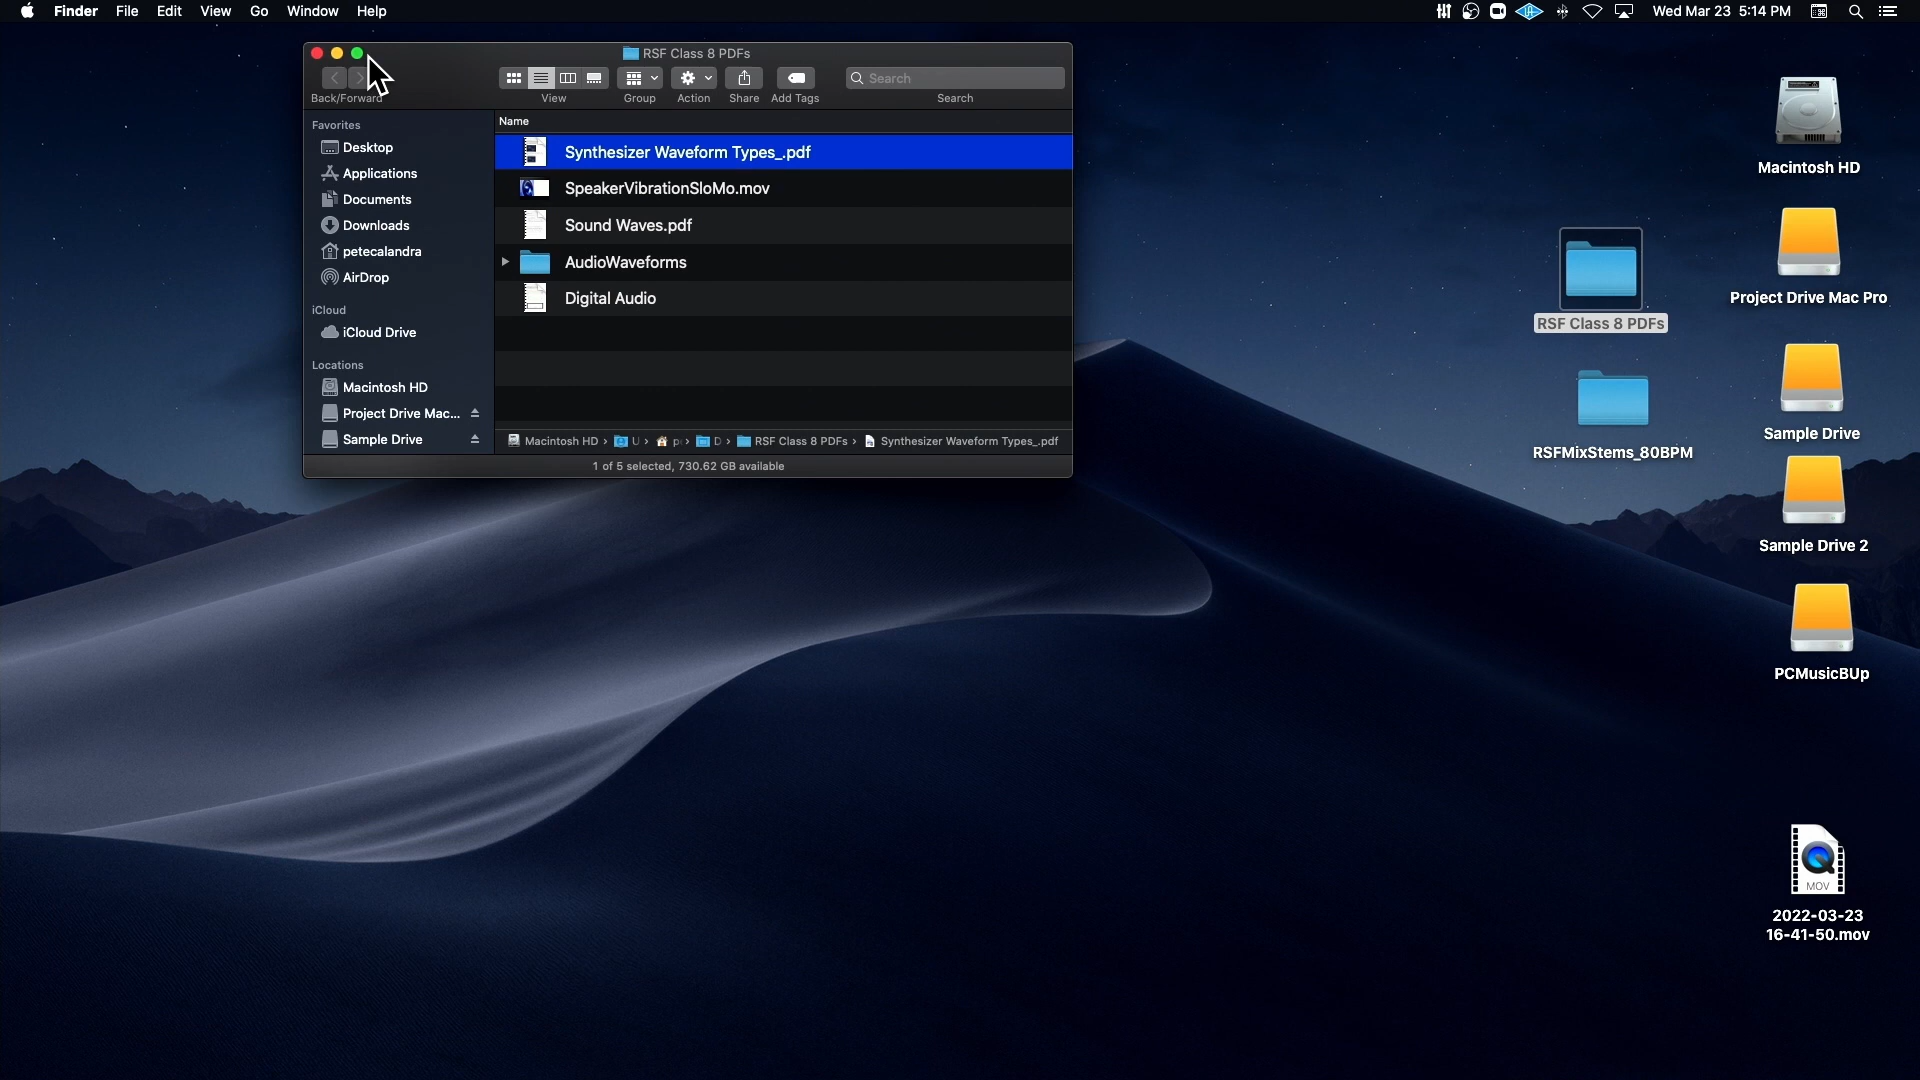 Finder File Edit View Go Window Help
Wed Mar 23 5:14 PM
RSF Class 8 PDFs
Back/Forward
View
Group
Action
Share
Add Tags
Search
Search
Favorites
Desktop
Applications
Documents
Downloads
petecalandra
AirDrop
iCloud
iCloud Drive
Locations
Macintosh HD
Project Drive Mac...
Sample Drive
Name
Synthesizer Waveform Types_.pdf
SpeakerVibrationSloMo.mov
Sound Waves.pdf
AudioWaveforms
Digital Audio
Macintosh HD › U › p › D › RSF Class 8 PDFs › Synthesizer Waveform Types_.pdf
1 of 5 selected, 730.62 GB available
RSF Class 8 PDFs
RSFMixStems_80BPM
Macintosh HD
Project Drive Mac Pro
Sample Drive
Sample Drive 2
PCMusicBUp
MOV
2022-03-23
16-41-50.mov